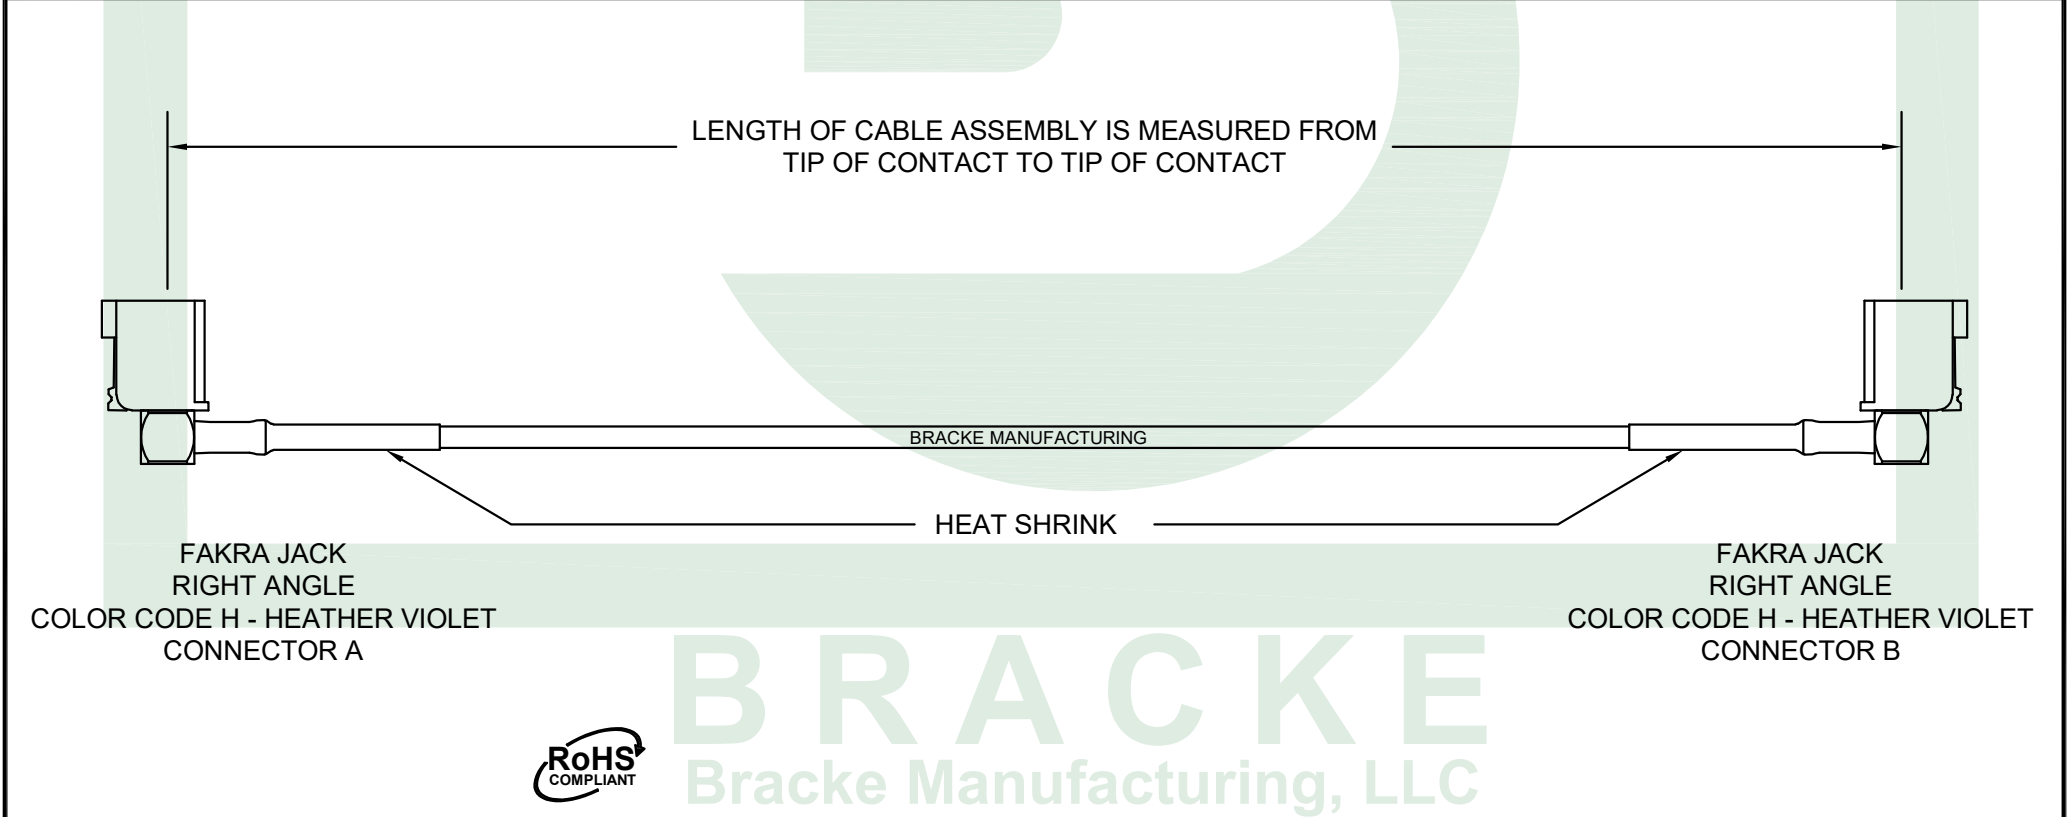 LENGTH OF CABLE ASSEMBLY IS MEASURED FROM
TIP OF CONTACT TO TIP OF CONTACT
BRACKE MANUFACTURING
HEAT SHRINK
FAKRA JACK
RIGHT ANGLE
COLOR CODE H - HEATHER VIOLET
CONNECTOR A
FAKRA JACK
RIGHT ANGLE
COLOR CODE H - HEATHER VIOLET
CONNECTOR B
BRACKE
Bracke Manufacturing, LLC
RoHS
COMPLIANT